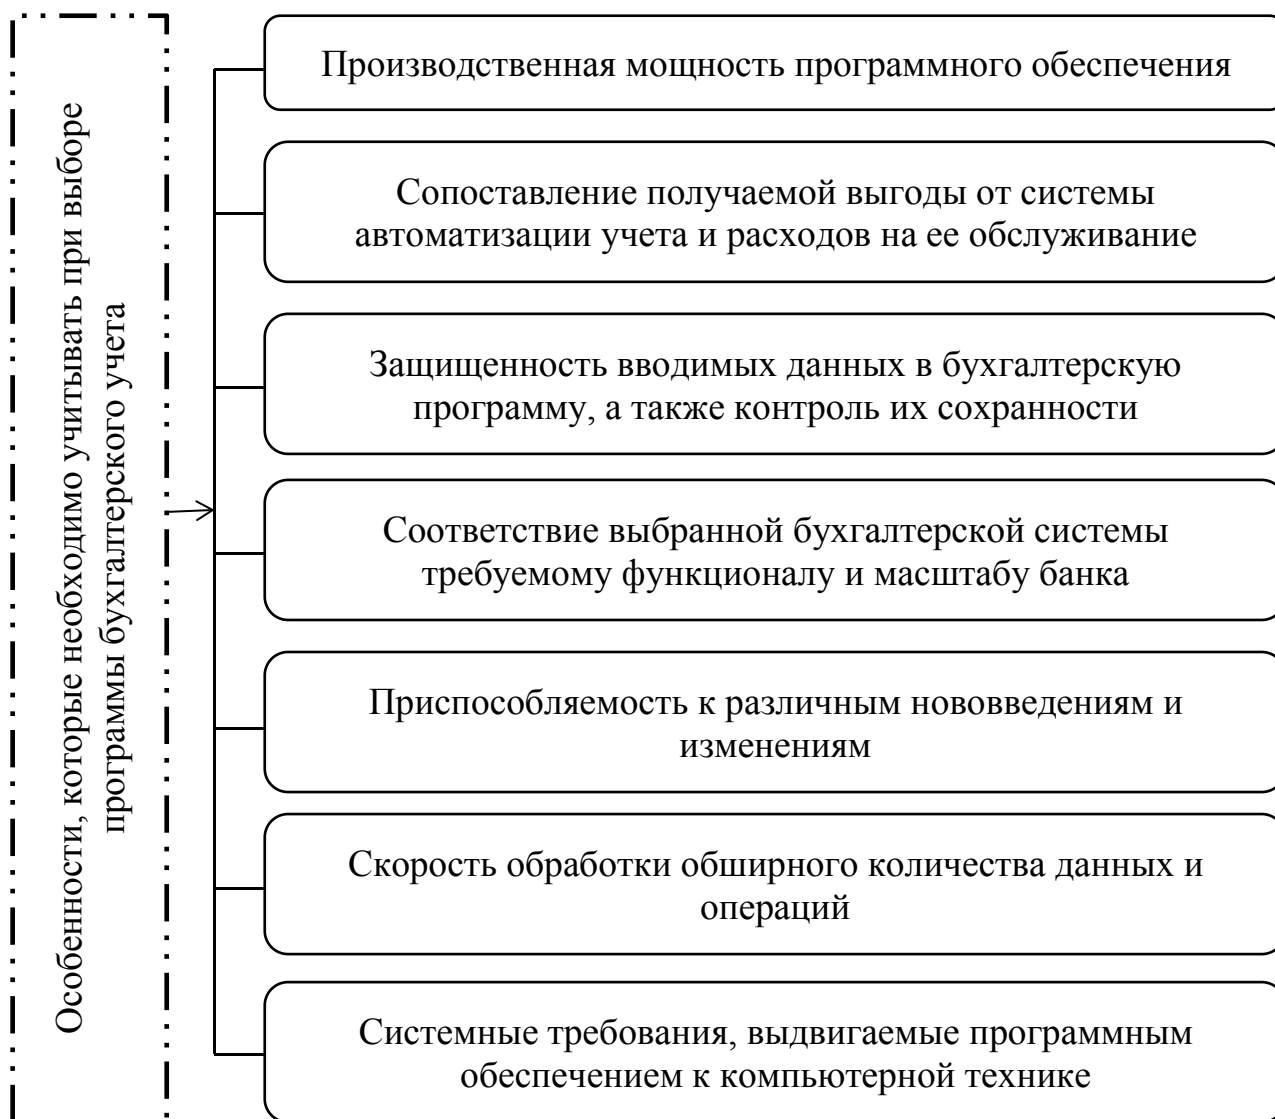 Особенности, которые необходимо учитывать при выборе
программы бухгалтерского учета
Производственная мощность программного обеспечения
Сопоставление получаемой выгоды от системы
автоматизации учета и расходов на ее обслуживание
Защищенность вводимых данных в бухгалтерскую
программу, а также контроль их сохранности
Соответствие выбранной бухгалтерской системы
требуемому функционалу и масштабу банка
Приспособляемость к различным нововведениям и
изменениям
Скорость обработки обширного количества данных и
операций
Системные требования, выдвигаемые программным
обеспечением к компьютерной технике